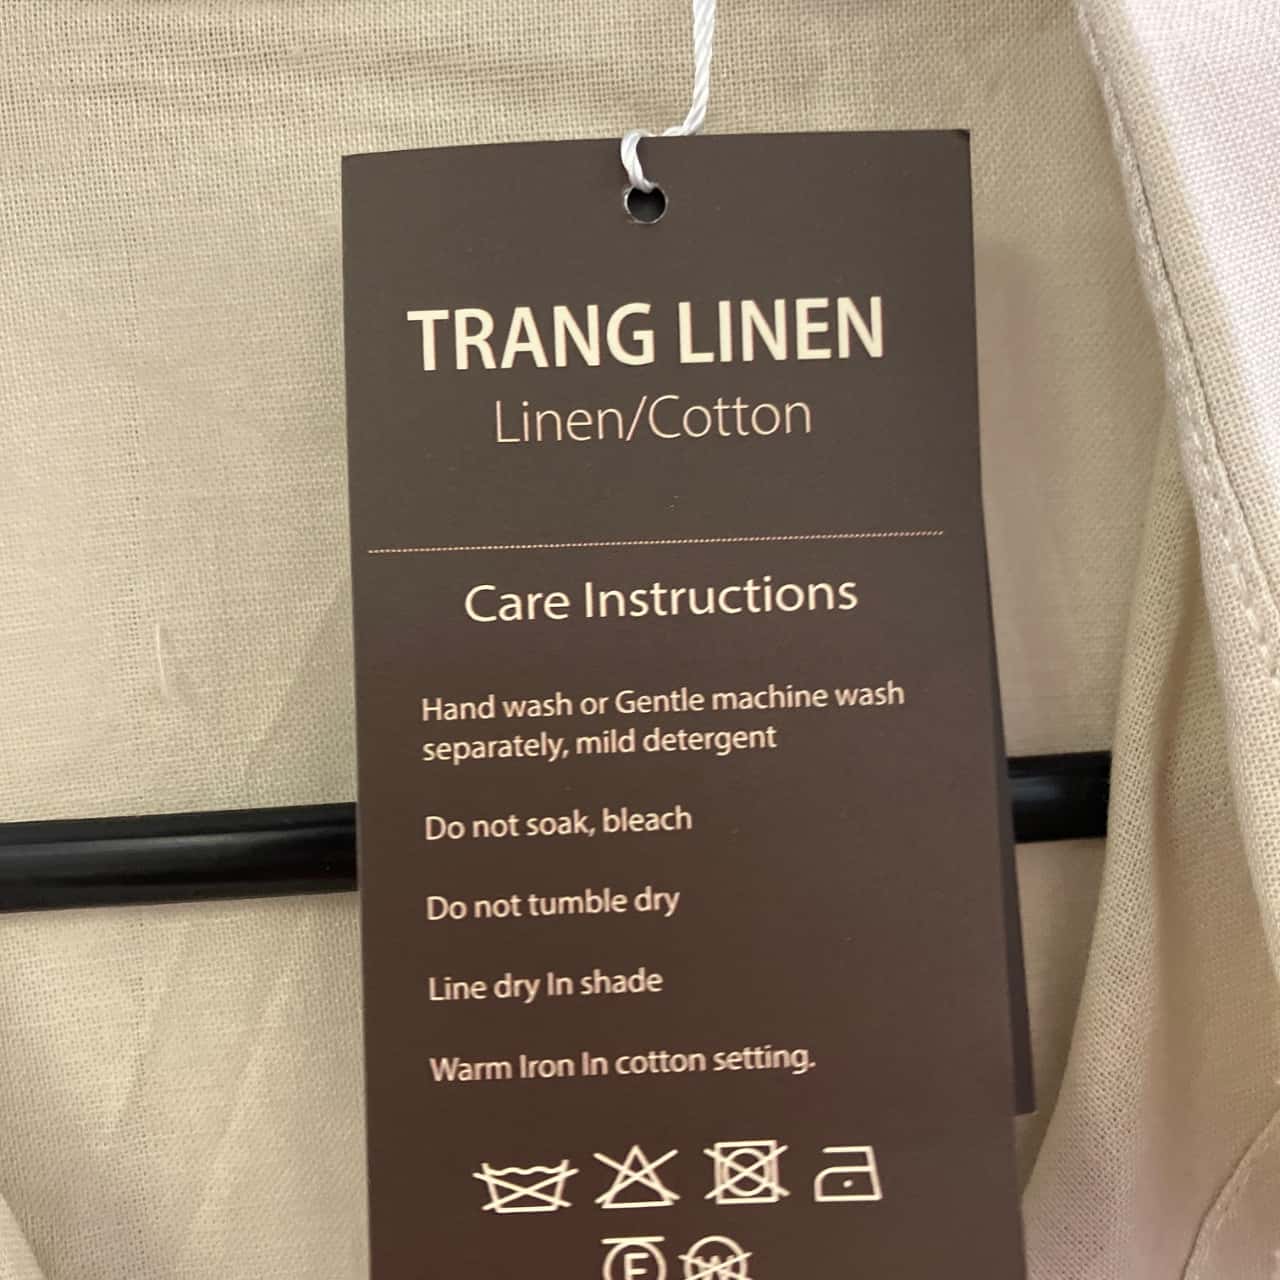 TRANG LINEN
Linen/Cotton
Care Instructions
Hand wash or Gentle machine wash
separately, mild detergent
Do not soak, bleach
Do not tumble dry
Line dry In shade
Warm Iron In cotton setting.
F W